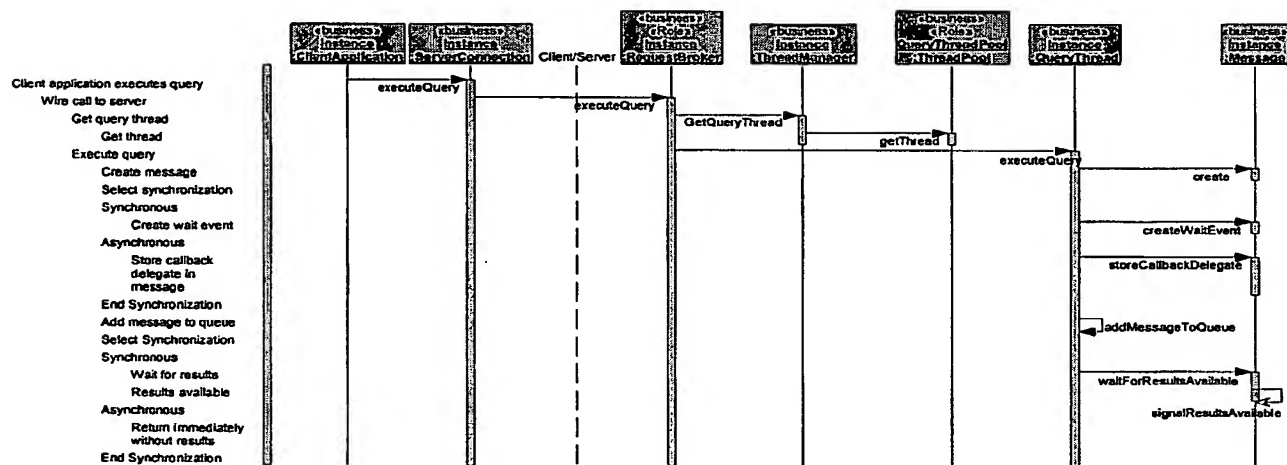 «business» «business» «business» «business» «business» «business» «business»
Instance Instance «Role» Instance «Roles» Instance Instance
ClientApplication ServerConnection Client/Server Instance ThreadManager QueryThreadPool QueryThread Message
RequestBroker ThreadPool
Client application executes query executeQuery
Wire call to server executeQuery
Get query thread GetQueryThread
Get thread getThread
Execute query executeQuery
Create message create
Select synchronization
Synchronous
Create wait event createWaitEvent
Asynchronous
Store callback storeCallbackDelegate
delegate in
message
End Synchronization
Add message to queue addMessageToQueue
Select Synchronization
Synchronous
Wait for results waitForResultsAvailable
Results available
Asynchronous signalResultsAvailable
Return immediately
without results
End Synchronization